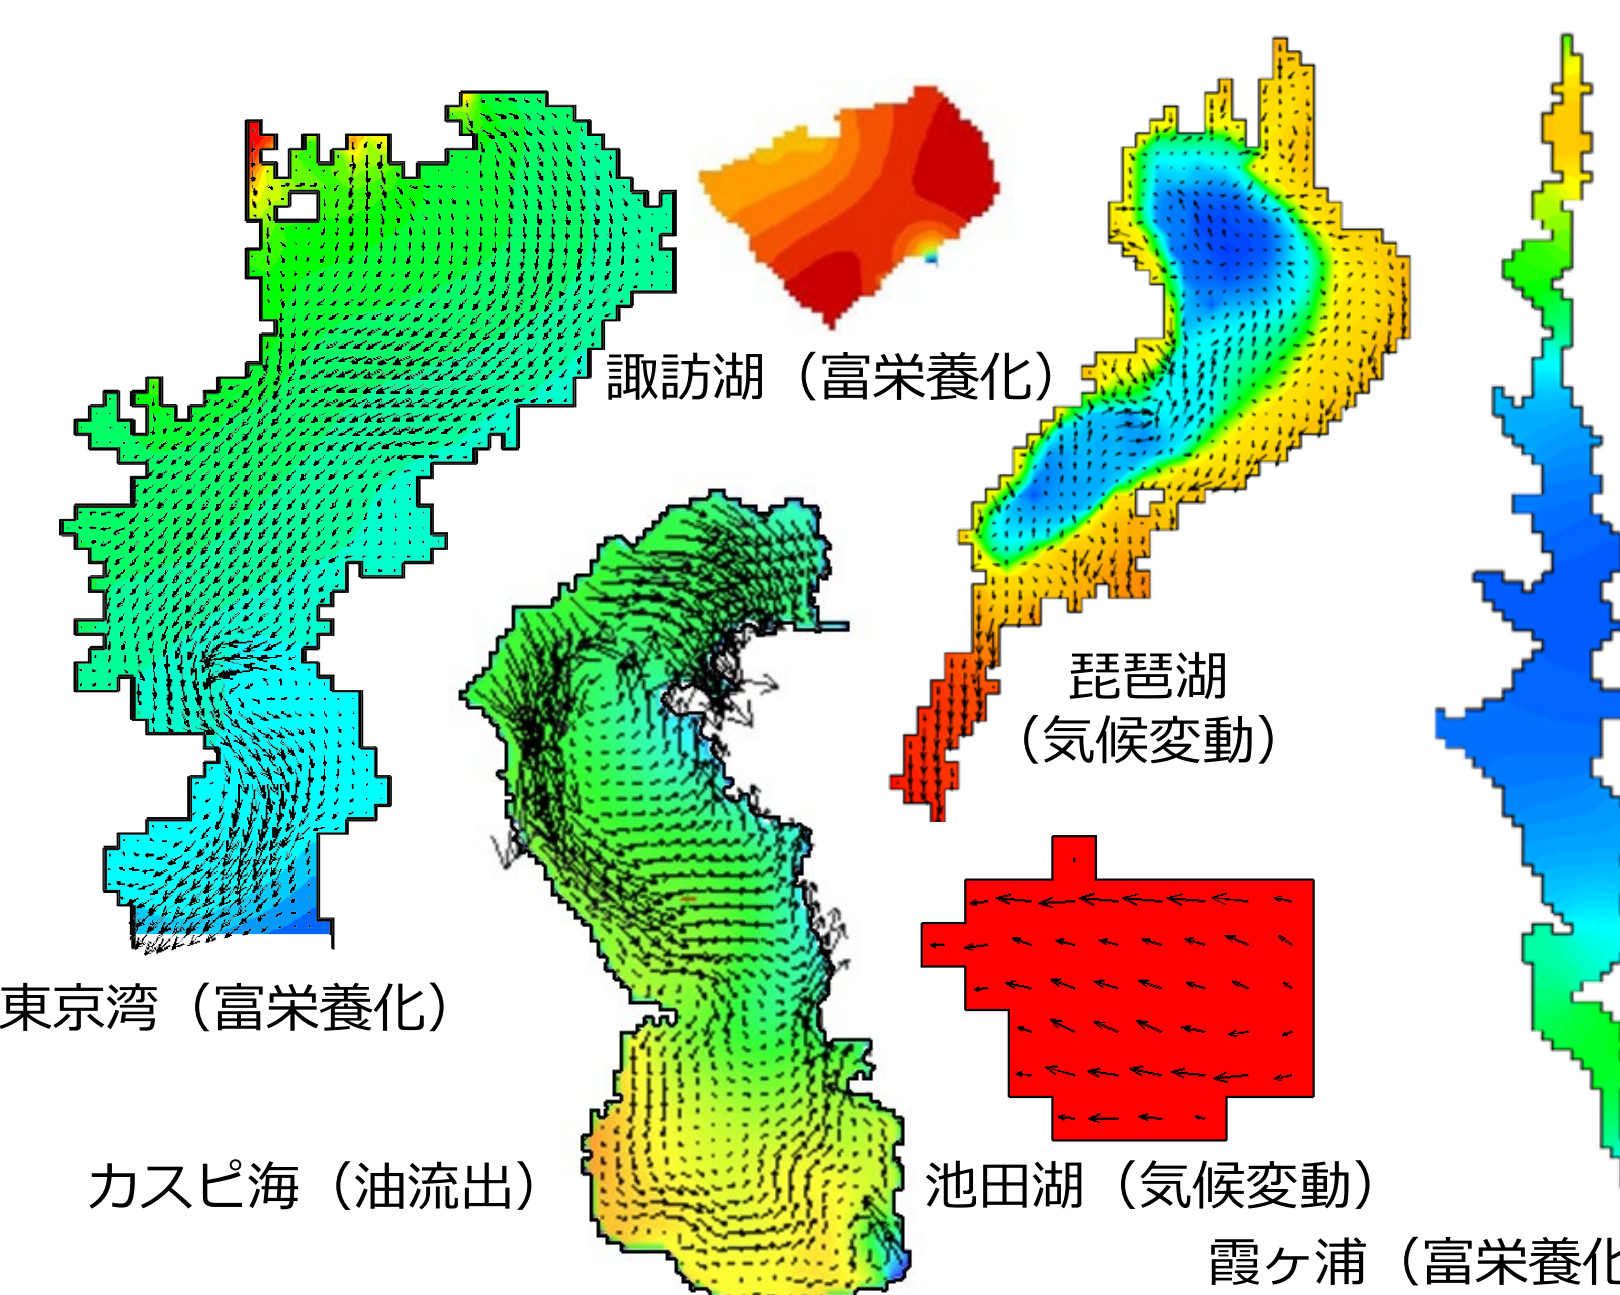 諏訪湖（富栄養化）
琵琶湖
（気候変動）
東京湾（富栄養化）
カスピ海（油流出）
池田湖（気候変動）
霞ヶ浦（富栄養化